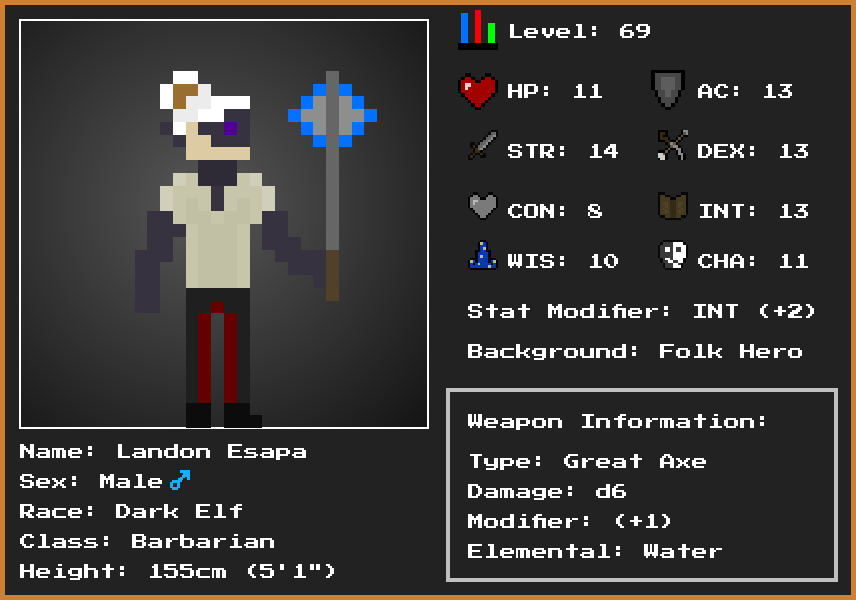 Level: 69
HP: 11
AC: 13
STR: 14
DEX: 13
CON: 8
INT: 13
WIS: 10
CHA: 11
Stat Modifier: INT (+2)
Background: Folk Hero
Weapon Information:
Type: Great Axe
Damage: d6
Modifier: (+1)
Elemental: Water
Name: Landon Esapa
Sex: Male♂
Race: Dark Elf
Class: Barbarian
Height: 155cm (5'1")